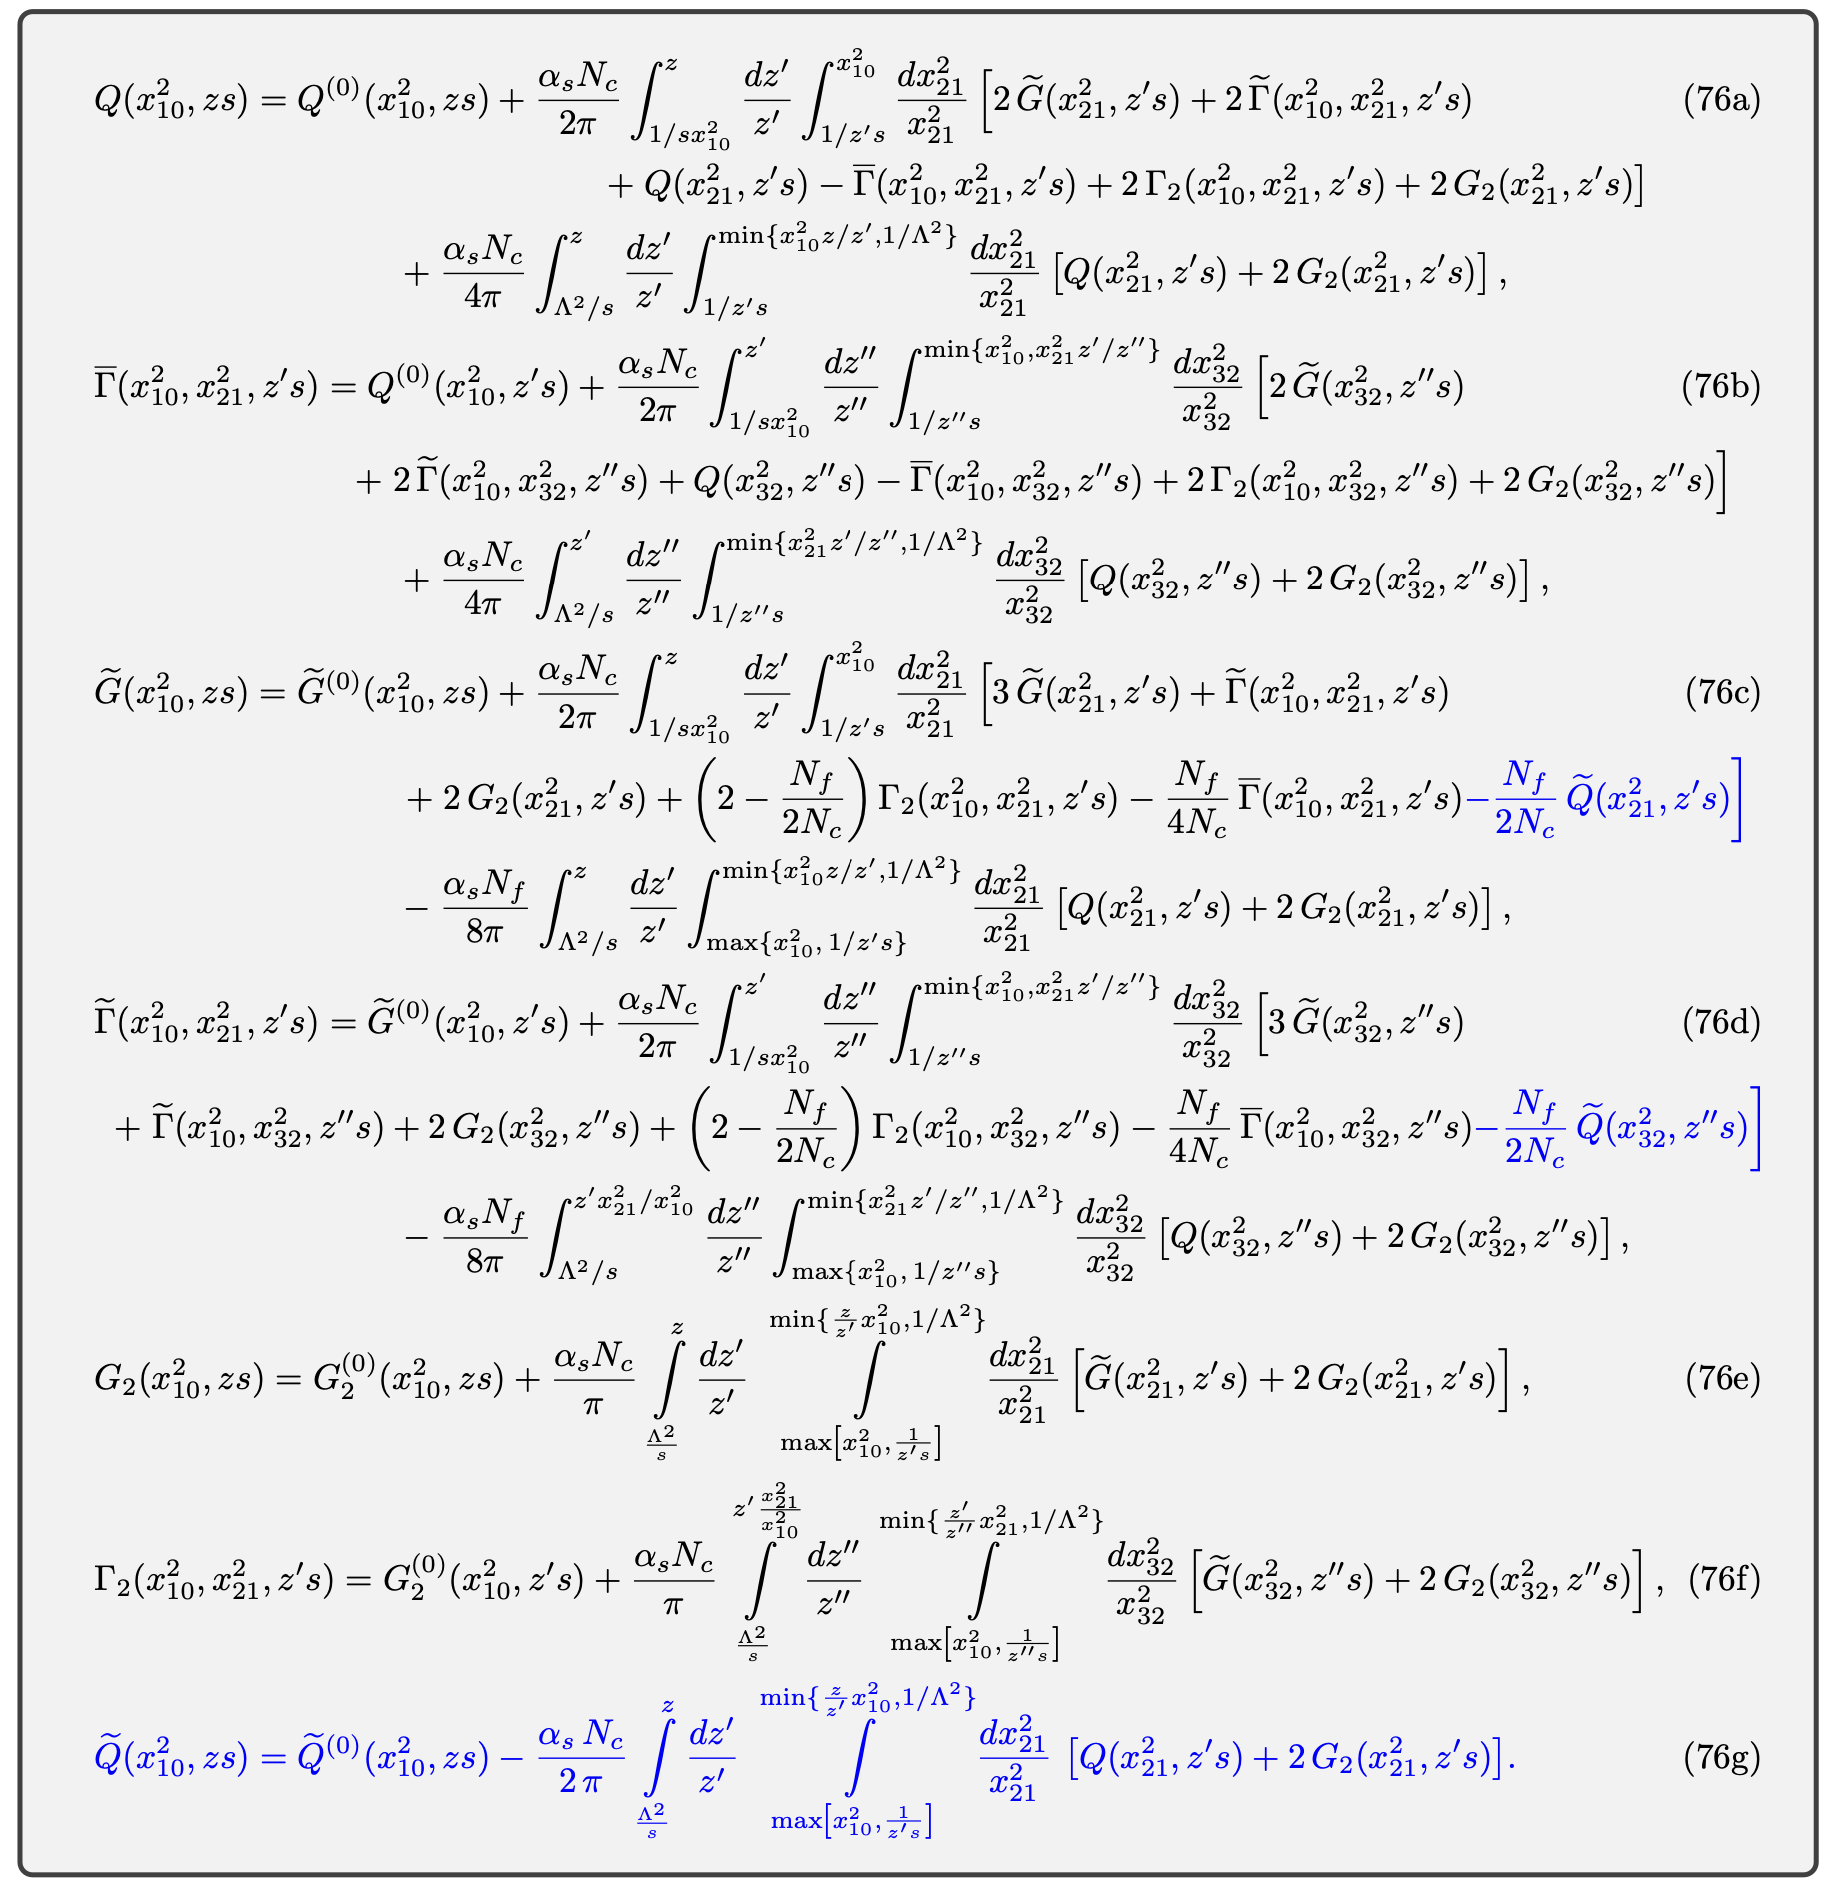 $Q(x_{10}^2, zs) = Q^{(0)}(x_{10}^2, zs) + \frac{\alpha_s N_c}{2\pi} \int_{1/sx_{10}^2}^{z} \frac{dz'}{z'} \int_{1/z's}^{x_{10}^2} \frac{dx_{21}^2}{x_{21}^2} \Big[ 2\,\widetilde{G}(x_{21}^2, z's) + 2\,\widetilde{\Gamma}(x_{10}^2, x_{21}^2, z's)$ (76a)
$+ Q(x_{21}^2, z's) - \overline{\Gamma}(x_{10}^2, x_{21}^2, z's) + 2\,\Gamma_2(x_{10}^2, x_{21}^2, z's) + 2\,G_2(x_{21}^2, z's) \Big]$
$+ \frac{\alpha_s N_c}{4\pi} \int_{\Lambda^2/s}^{z} \frac{dz'}{z'} \int_{1/z's}^{\min\{x_{10}^2 z/z', 1/\Lambda^2\}} \frac{dx_{21}^2}{x_{21}^2} \left[ Q(x_{21}^2, z's) + 2\,G_2(x_{21}^2, z's) \right],$
$\overline{\Gamma}(x_{10}^2, x_{21}^2, z's) = Q^{(0)}(x_{10}^2, z's) + \frac{\alpha_s N_c}{2\pi} \int_{1/sx_{10}^2}^{z'} \frac{dz''}{z''} \int_{1/z''s}^{\min\{x_{10}^2, x_{21}^2 z'/z''\}} \frac{dx_{32}^2}{x_{32}^2} \Big[ 2\,\widetilde{G}(x_{32}^2, z''s)$ (76b)
$+ 2\,\widetilde{\Gamma}(x_{10}^2, x_{32}^2, z''s) + Q(x_{32}^2, z''s) - \overline{\Gamma}(x_{10}^2, x_{32}^2, z''s) + 2\,\Gamma_2(x_{10}^2, x_{32}^2, z''s) + 2\,G_2(x_{32}^2, z''s) \Big]$
$+ \frac{\alpha_s N_c}{4\pi} \int_{\Lambda^2/s}^{z'} \frac{dz''}{z''} \int_{1/z''s}^{\min\{x_{21}^2 z'/z'', 1/\Lambda^2\}} \frac{dx_{32}^2}{x_{32}^2} \left[ Q(x_{32}^2, z''s) + 2\,G_2(x_{32}^2, z''s) \right],$
$\widetilde{G}(x_{10}^2, zs) = \widetilde{G}^{(0)}(x_{10}^2, zs) + \frac{\alpha_s N_c}{2\pi} \int_{1/sx_{10}^2}^{z} \frac{dz'}{z'} \int_{1/z's}^{x_{10}^2} \frac{dx_{21}^2}{x_{21}^2} \Big[ 3\,\widetilde{G}(x_{21}^2, z's) + \widetilde{\Gamma}(x_{10}^2, x_{21}^2, z's)$ (76c)
$+ 2\,G_2(x_{21}^2, z's) + \left( 2 - \frac{N_f}{2N_c} \right) \Gamma_2(x_{10}^2, x_{21}^2, z's) - \frac{N_f}{4N_c}\,\overline{\Gamma}(x_{10}^2, x_{21}^2, z's) - \frac{N_f}{2N_c}\,\widetilde{Q}(x_{21}^2, z's) \Big]$
$- \frac{\alpha_s N_f}{8\pi} \int_{\Lambda^2/s}^{z} \frac{dz'}{z'} \int_{\max\{x_{10}^2, 1/z's\}}^{\min\{x_{10}^2 z/z', 1/\Lambda^2\}} \frac{dx_{21}^2}{x_{21}^2} \left[ Q(x_{21}^2, z's) + 2\,G_2(x_{21}^2, z's) \right],$
$\widetilde{\Gamma}(x_{10}^2, x_{21}^2, z's) = \widetilde{G}^{(0)}(x_{10}^2, z's) + \frac{\alpha_s N_c}{2\pi} \int_{1/sx_{10}^2}^{z'} \frac{dz''}{z''} \int_{1/z''s}^{\min\{x_{10}^2, x_{21}^2 z'/z''\}} \frac{dx_{32}^2}{x_{32}^2} \Big[ 3\,\widetilde{G}(x_{32}^2, z''s)$ (76d)
$+ \widetilde{\Gamma}(x_{10}^2, x_{32}^2, z''s) + 2\,G_2(x_{32}^2, z''s) + \left( 2 - \frac{N_f}{2N_c} \right) \Gamma_2(x_{10}^2, x_{32}^2, z''s) - \frac{N_f}{4N_c}\,\overline{\Gamma}(x_{10}^2, x_{32}^2, z''s) - \frac{N_f}{2N_c}\,\widetilde{Q}(x_{32}^2, z''s) \Big]$
$- \frac{\alpha_s N_f}{8\pi} \int_{\Lambda^2/s}^{z' x_{21}^2/x_{10}^2} \frac{dz''}{z''} \int_{\max\{x_{10}^2, 1/z''s\}}^{\min\{x_{21}^2 z'/z'', 1/\Lambda^2\}} \frac{dx_{32}^2}{x_{32}^2} \left[ Q(x_{32}^2, z''s) + 2\,G_2(x_{32}^2, z''s) \right],$
$G_2(x_{10}^2, zs) = G_2^{(0)}(x_{10}^2, zs) + \frac{\alpha_s N_c}{\pi} \int\limits_{\frac{\Lambda^2}{s}}^{z} \frac{dz'}{z'} \int\limits_{\max\left[x_{10}^2, \frac{1}{z's}\right]}^{\min\{\frac{z}{z'} x_{10}^2, 1/\Lambda^2\}} \frac{dx_{21}^2}{x_{21}^2} \left[ \widetilde{G}(x_{21}^2, z's) + 2\,G_2(x_{21}^2, z's) \right],$ (76e)
$\Gamma_2(x_{10}^2, x_{21}^2, z's) = G_2^{(0)}(x_{10}^2, z's) + \frac{\alpha_s N_c}{\pi} \int\limits_{\frac{\Lambda^2}{s}}^{z' \frac{x_{21}^2}{x_{10}^2}} \frac{dz''}{z''} \int\limits_{\max\left[x_{10}^2, \frac{1}{z''s}\right]}^{\min\{\frac{z'}{z''} x_{21}^2, 1/\Lambda^2\}} \frac{dx_{32}^2}{x_{32}^2} \left[ \widetilde{G}(x_{32}^2, z''s) + 2\,G_2(x_{32}^2, z''s) \right],$ (76f)
$\widetilde{Q}(x_{10}^2, zs) = \widetilde{Q}^{(0)}(x_{10}^2, zs) - \frac{\alpha_s N_c}{2\pi} \int\limits_{\frac{\Lambda^2}{s}}^{z} \frac{dz'}{z'} \int\limits_{\max\left[x_{10}^2, \frac{1}{z's}\right]}^{\min\{\frac{z}{z'} x_{10}^2, 1/\Lambda^2\}} \frac{dx_{21}^2}{x_{21}^2} \left[ Q(x_{21}^2, z's) + 2\,G_2(x_{21}^2, z's) \right].$ (76g)